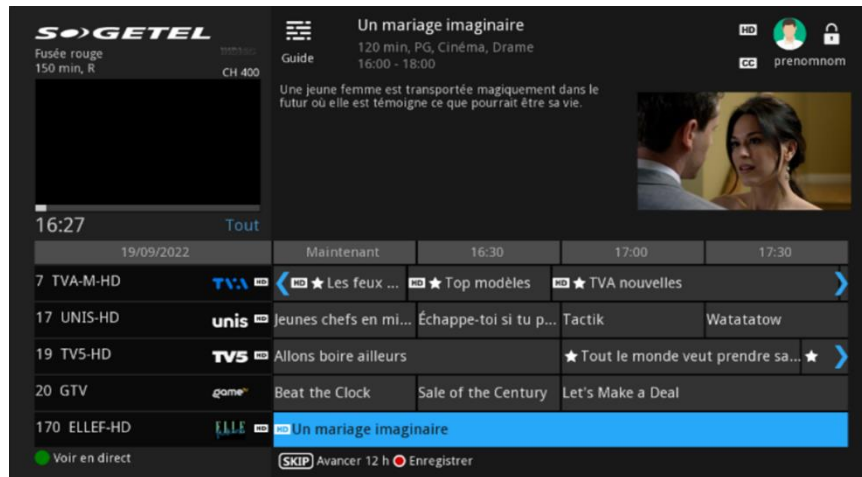 SOGETEL
Fusée rouge
150 min, R
CH 400
16:27
Tout
Guide
Un mariage imaginaire
120 min, PG, Cinéma, Drame
16:00 - 18:00
HD
CC
prenomnom
Une jeune femme est transportée magiquement dans le
futur où elle est témoigne ce que pourrait être sa vie.
19/09/2022 Maintenant 16:30 17:00 17:30
7 TVA-M-HD TVA HD HD Les feux ... HD Top modèles HD TVA nouvelles
17 UNIS-HD unis HD Jeunes chefs en mi... Échappe-toi si tu p... Tactik Watatatow
19 TV5-HD TV5 HD Allons boire ailleurs Tout le monde veut prendre sa...
20 GTV game Beat the Clock Sale of the Century Let's Make a Deal
170 ELLEF-HD ELLE HD HD Un mariage imaginaire
Voir en direct SKIP Avancer 12 h Enregistrer